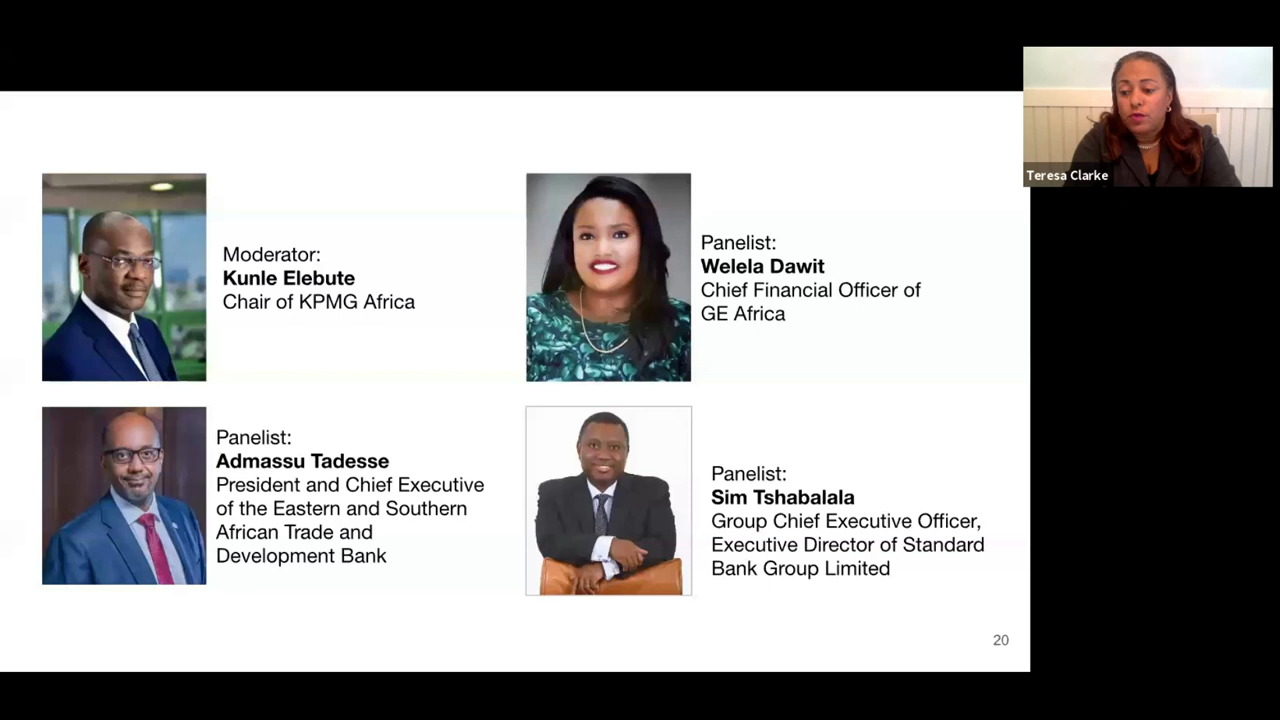 Teresa Clarke
Moderator:
Kunle Elebute
Chair of KPMG Africa
Panelist:
Welela Dawit
Chief Financial Officer of
GE Africa
Panelist:
Admassu Tadesse
President and Chief Executive
of the Eastern and Southern
African Trade and
Development Bank
Panelist:
Sim Tshabalala
Group Chief Executive Officer,
Executive Director of Standard
Bank Group Limited
20